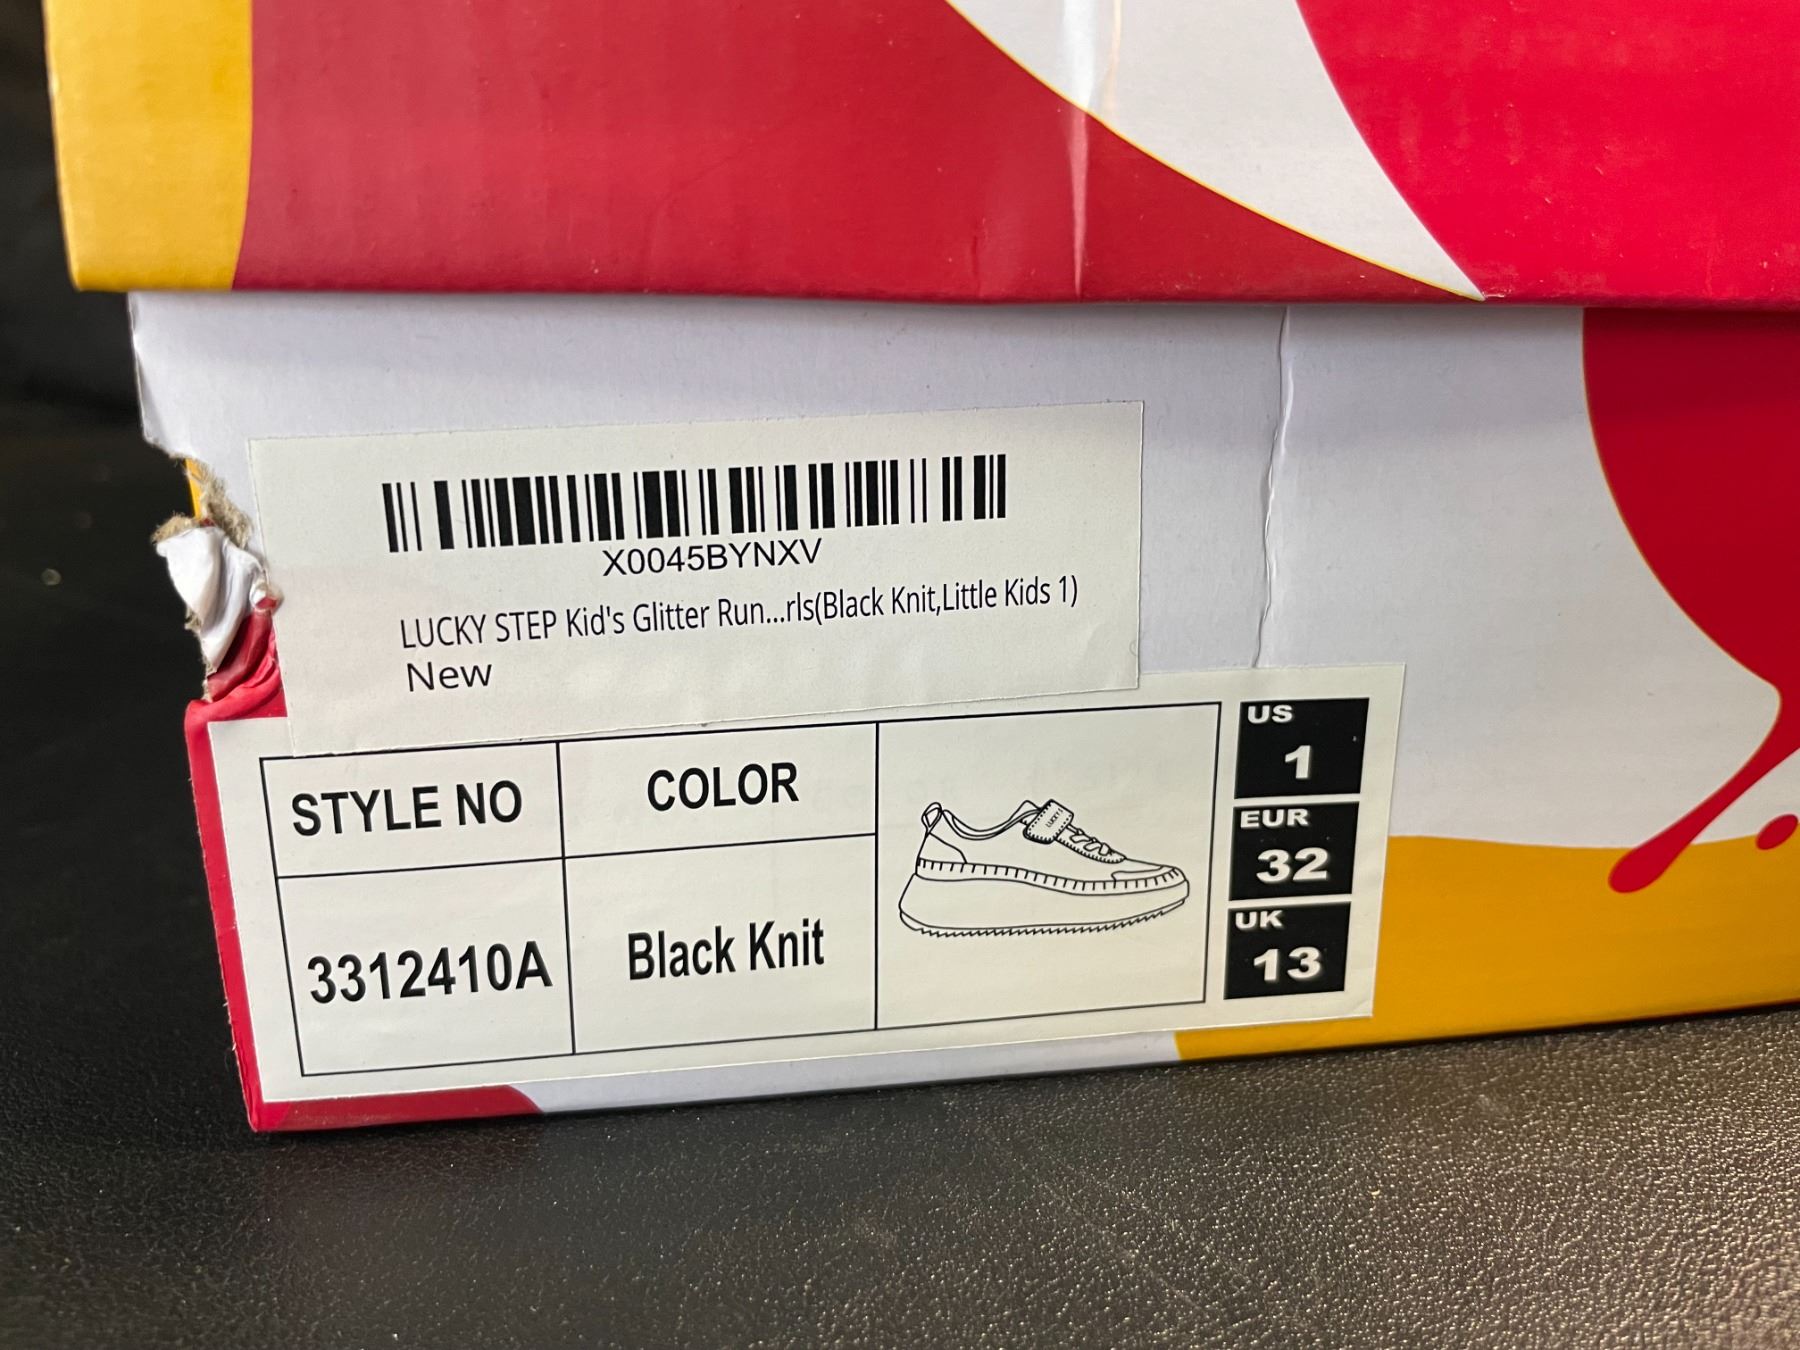 X0045BYNXV
LUCKY STEP Kid's Glitter Run...rls(Black Knit,Little Kids 1)
New
STYLE NO
COLOR
3312410A
Black Knit
US
1
EUR
32
UK
13